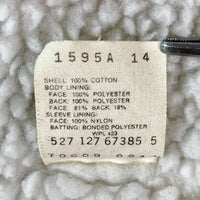 1595A 14
SHELL: 100% COTTON
BODY LINING:
FACE: 100% POLYESTER
BACK: 100% POLYESTER
FACE: 81% BACK: 19%
SLEEVE LINING:
FACE: 100% NYLON
BATTING: BONDED POLYESTER
WPL 423
527 127 67385 5